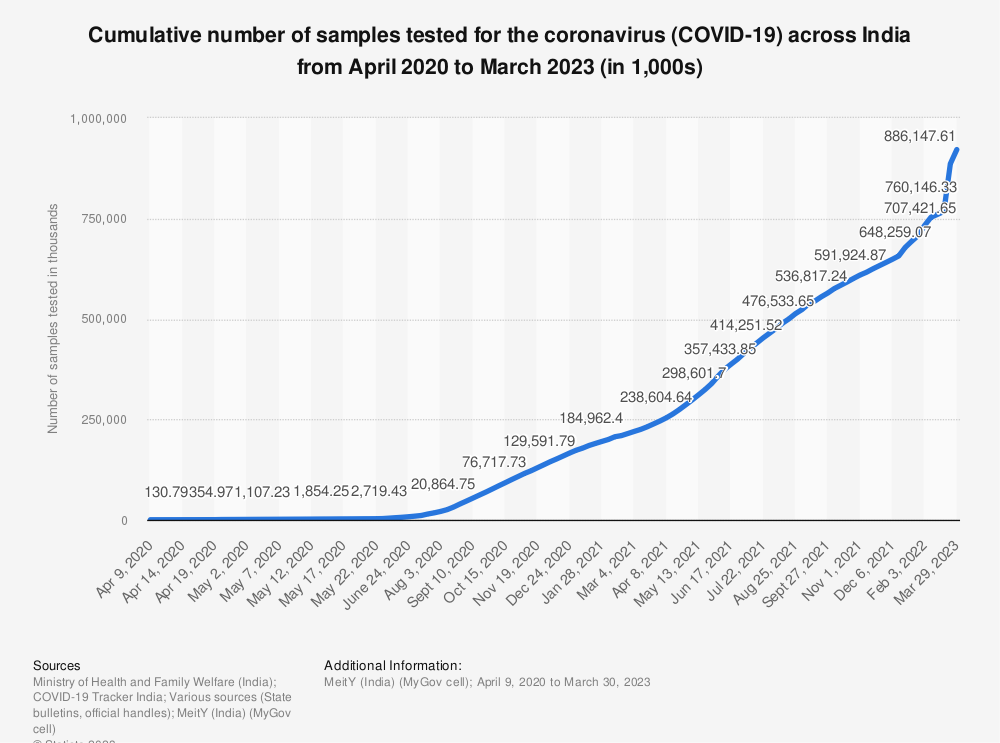 Cumulative number of samples tested for the coronavirus (COVID-19) across India
from April 2020 to March 2023 (in 1,000s)
Number of samples tested in thousands
1,000,000
750,000
500,000
250,000
0
130.79
354.97
1,107.23
1,854.25
2,719.43
20,864.75
76,717.73
129,591.79
184,962.4
238,604.64
298,601.7
357,433.85
414,251.52
476,533.65
536,817.24
591,924.87
648,259.07
707,421.65
760,146.33
886,147.61
Apr 9, 2020
Apr 14, 2020
Apr 19, 2020
May 2, 2020
May 7, 2020
May 12, 2020
May 17, 2020
May 22, 2020
June 24, 2020
Aug 3, 2020
Sept 10, 2020
Oct 15, 2020
Nov 19, 2020
Dec 24, 2020
Jan 28, 2021
Mar 4, 2021
Apr 8, 2021
May 13, 2021
Jun 17, 2021
Jul 22, 2021
Aug 25, 2021
Sept 27, 2021
Nov 1, 2021
Dec 6, 2021
Feb 3, 2022
Mar 29, 2023
Sources
Ministry of Health and Family Welfare (India);
COVID-19 Tracker India; Various sources (State
bulletins, official handles); MeitY (India) (MyGov
cell)
Additional Information:
MeitY (India) (MyGov cell); April 9, 2020 to March 30, 2023